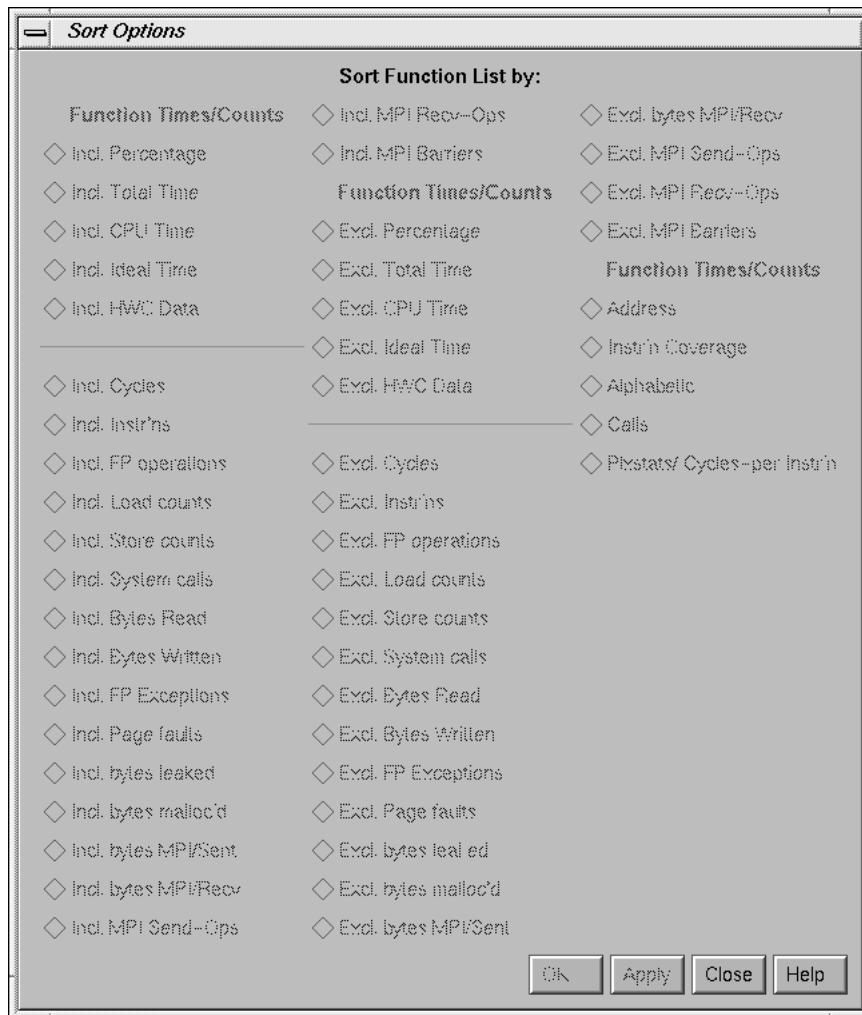 Sort Options
Sort Function List by:
Function Times/Counts
Incl. Percentage
Incl. Total Time
Incl. CPU Time
Incl. Ideal Time
Incl. HWC Data
Incl. Cycles
Incl. Instr'ns
Incl. FP operations
Incl. Load counts
Incl. Store counts
Incl. System calls
Incl. Bytes Read
Incl. Bytes Written
Incl. FP Exceptions
Incl. Page faults
Incl. bytes leaked
Incl. bytes malloc'd
Incl. bytes MPI/Sent
Incl. bytes MPI/Recv
Incl. MPI Send-Ops
Incl. MPI Recv-Ops
Incl. MPI Barriers
Function Times/Counts
Excl. Percentage
Excl. Total Time
Excl. CPU Time
Excl. Ideal Time
Excl. HWC Data
Excl. Cycles
Excl. Instr'ns
Excl. FP operations
Excl. Load counts
Excl. Store counts
Excl. System calls
Excl. Bytes Read
Excl. Bytes Written
Excl. FP Exceptions
Excl. Page faults
Excl. bytes leaked
Excl. bytes malloc'd
Excl. bytes MPI/Sent
Excl. bytes MPI/Recv
Excl. MPI Send-Ops
Excl. MPI Recv-Ops
Excl. MPI Barriers
Function Times/Counts
Address
Instr'n Coverage
Alphabetic
Calls
Pixstats/ Cycles-per Instr'n
OK Apply Close Help